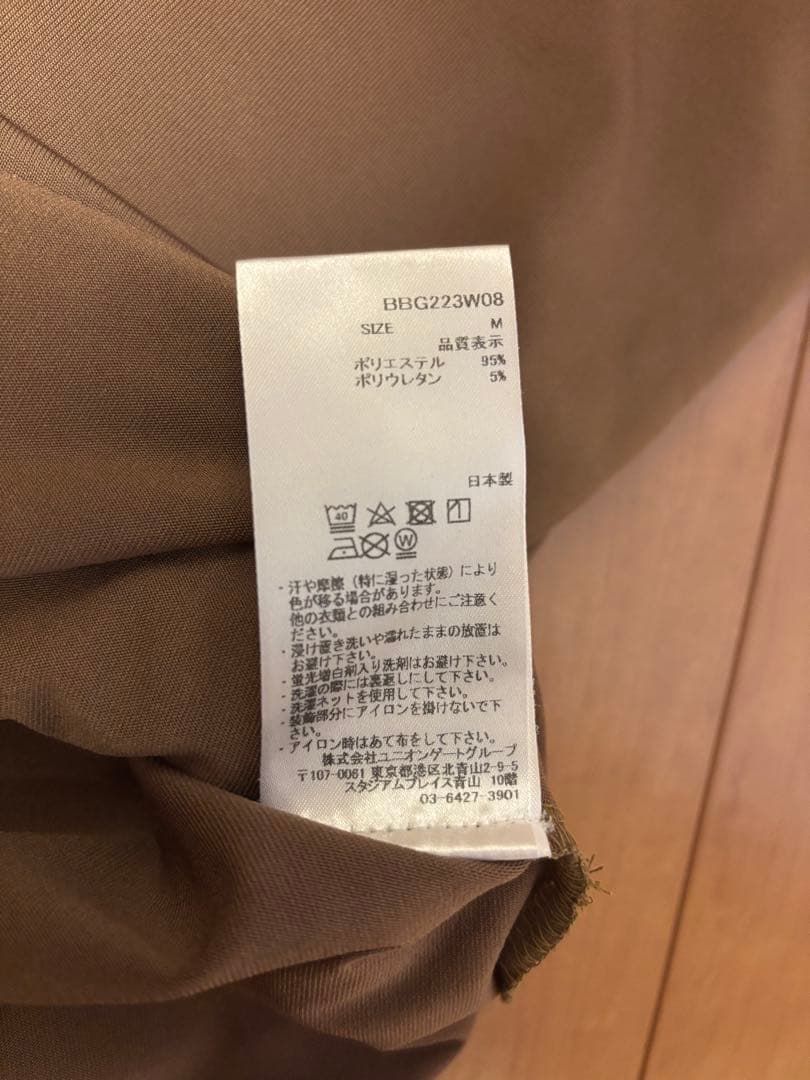 BBG223W08
SIZE M
品質表示
ポリエステル 95%
ポリウレタン 5%
日本製
40
W
・汗や摩擦（特に湿った状態）により
色が移る場合があります。
他の衣類との組み合わせにご注意く
ださい。
・浸け置き洗いや濡れたままの放置は
お避け下さい。
・蛍光増白剤入り洗剤はお避け下さい。
・洗濯の際には裏返しにして下さい。
・洗濯ネットを使用して下さい。
・装飾部分にアイロンを掛けないで下
さい。
・アイロン時はあて布をして下さい。
株式会社ユニオンゲートグループ
〒107-0061 東京都港区北青山2-9-5
スタジアムプレイス青山 10階
03-6427-3901